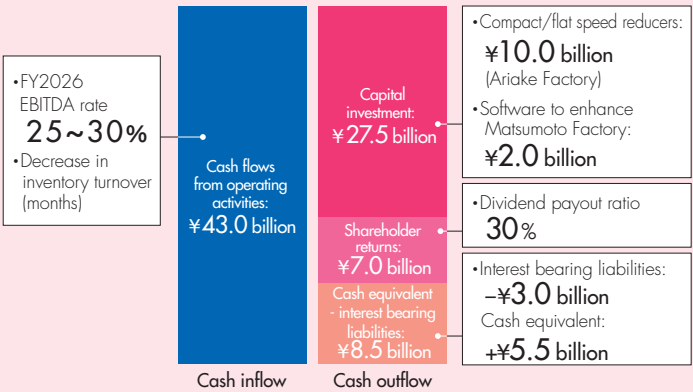 •FY2026
EBITDA rate
25~30%
•Decrease in
inventory turnover
(months)
Cash flows
from operating
activities:
¥43.0 billion
Cash inflow
Capital
investment:
¥27.5 billion
Shareholder
returns:
¥7.0 billion
Cash equivalent
- interest bearing
liabilities:
¥8.5 billion
Cash outflow
•Compact/flat speed reducers:
¥10.0 billion
(Ariake Factory)
•Software to enhance
Matsumoto Factory:
¥2.0 billion
•Dividend payout ratio
30%
•Interest bearing liabilities:
–¥3.0 billion
Cash equivalent:
+¥5.5 billion